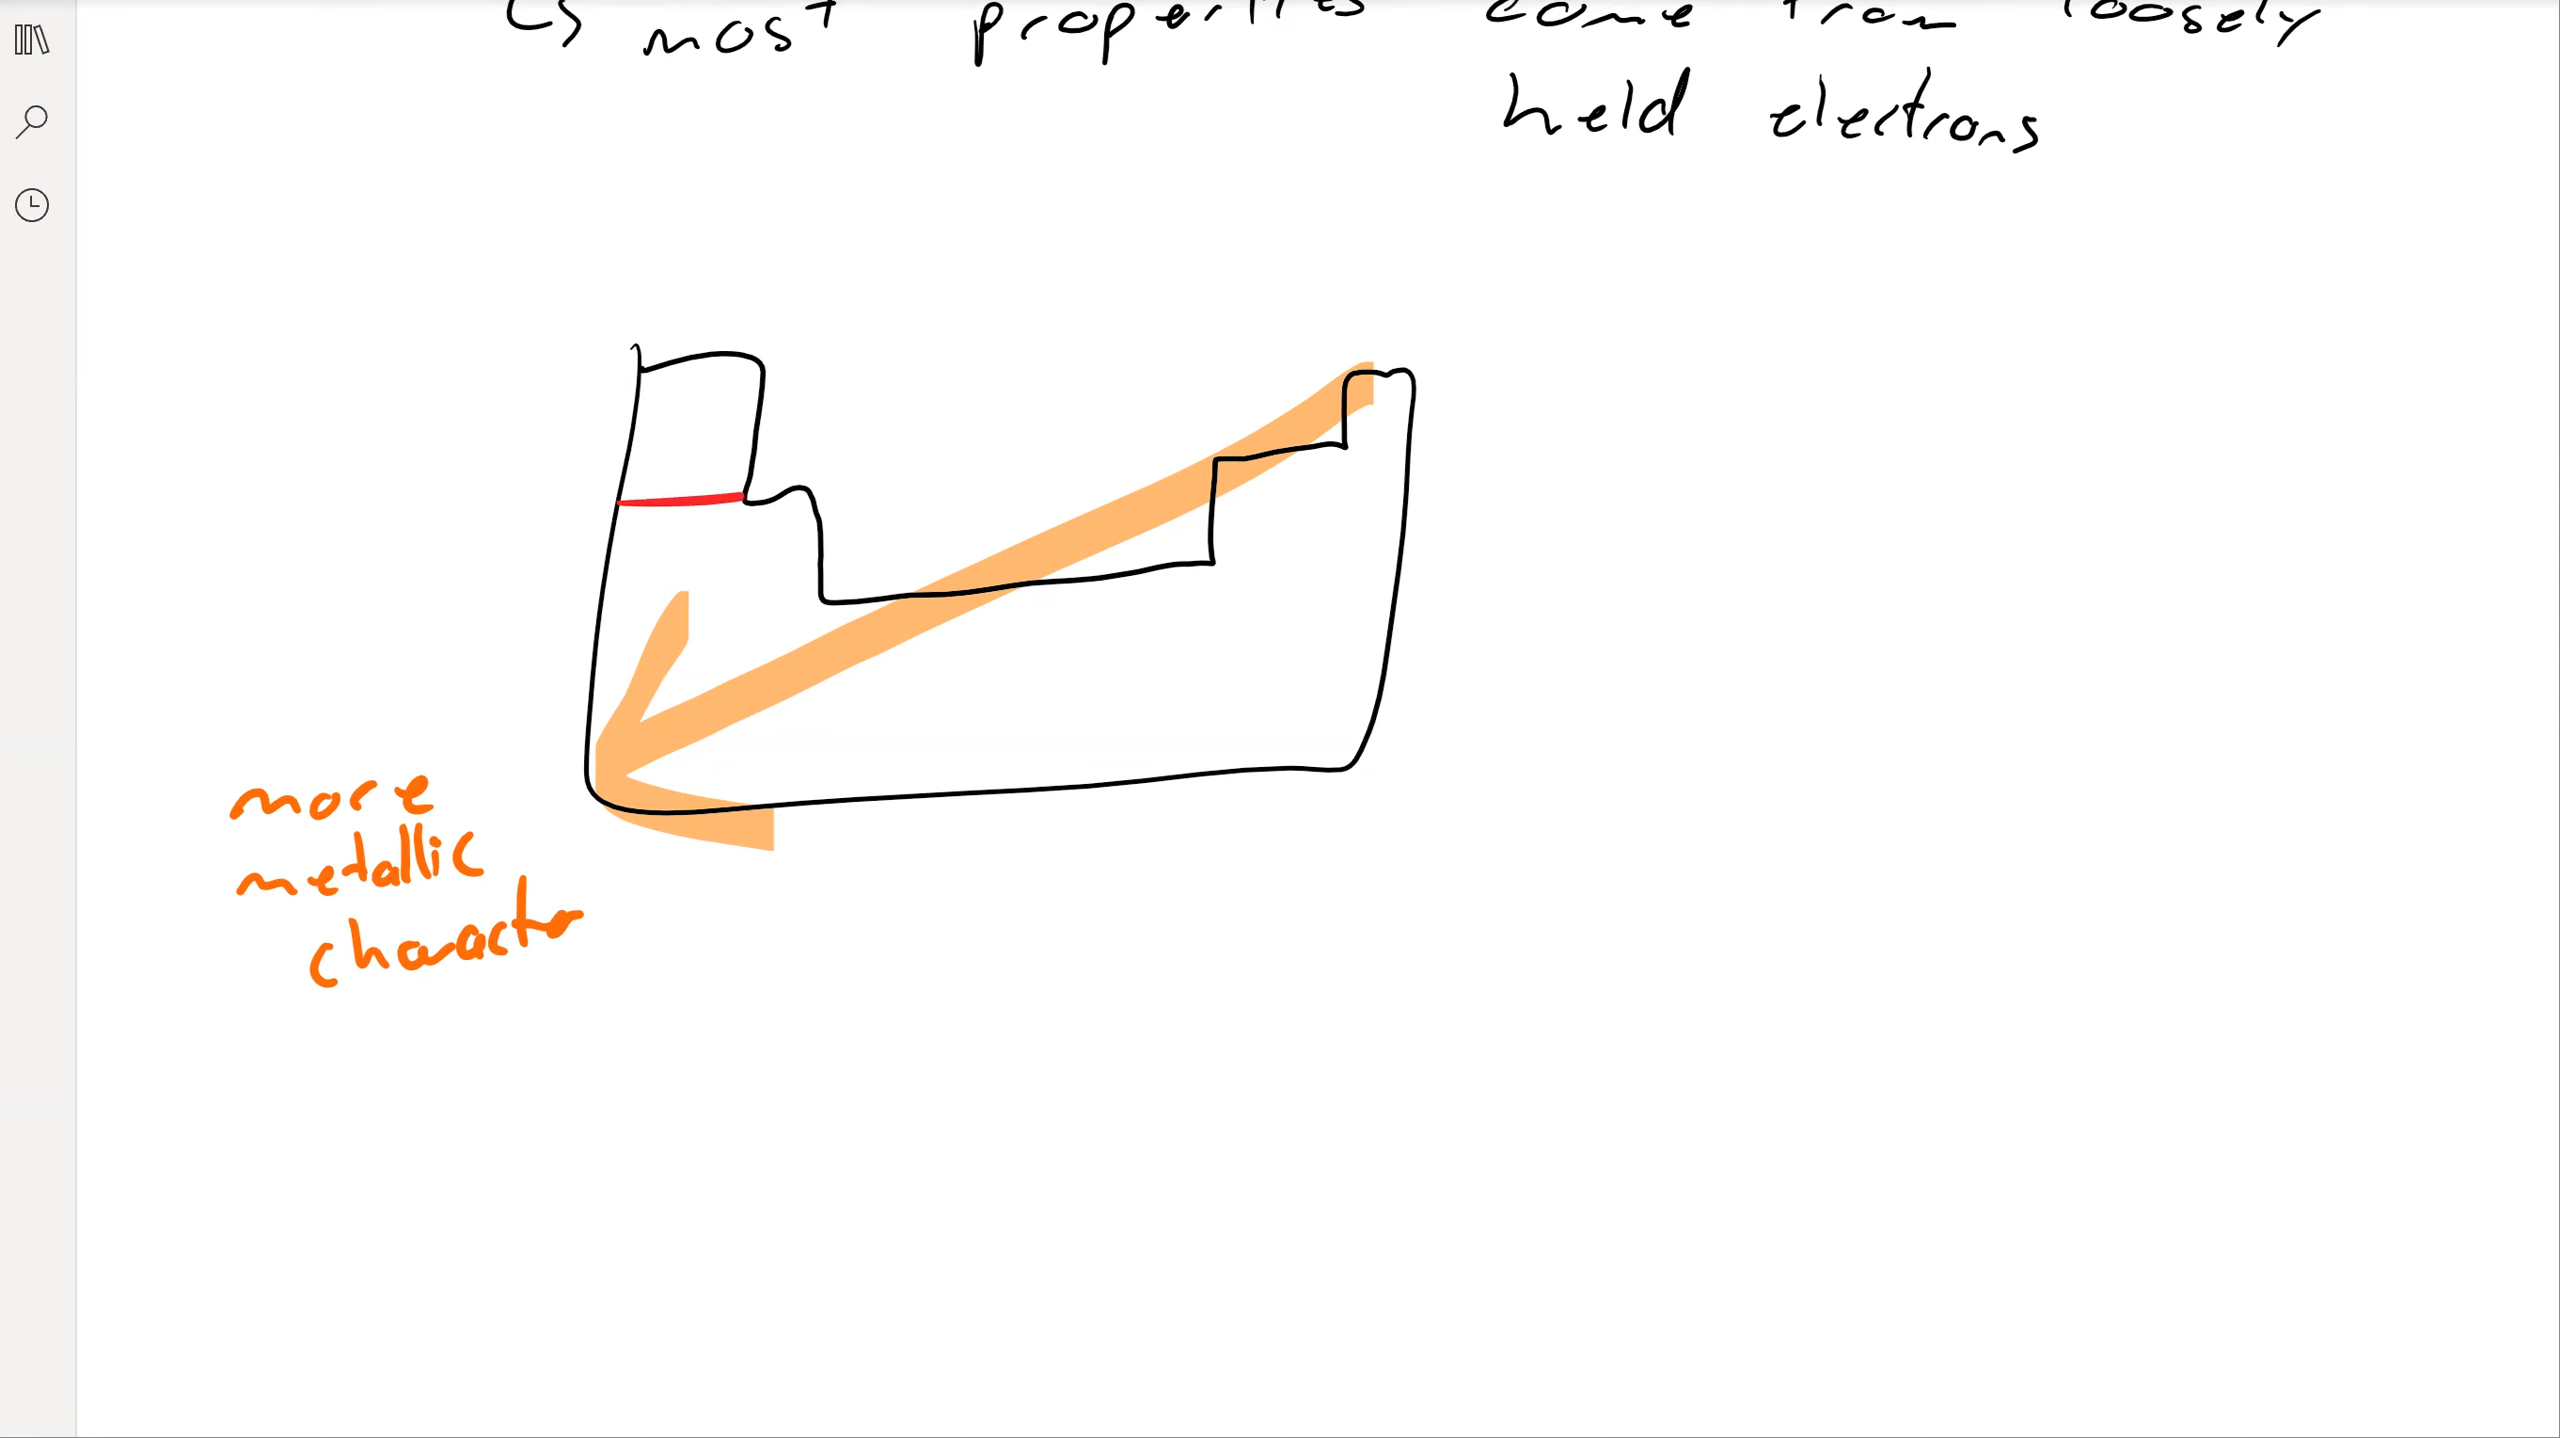 ↳ most properties come from loosely
held electrons
more
metallic
character